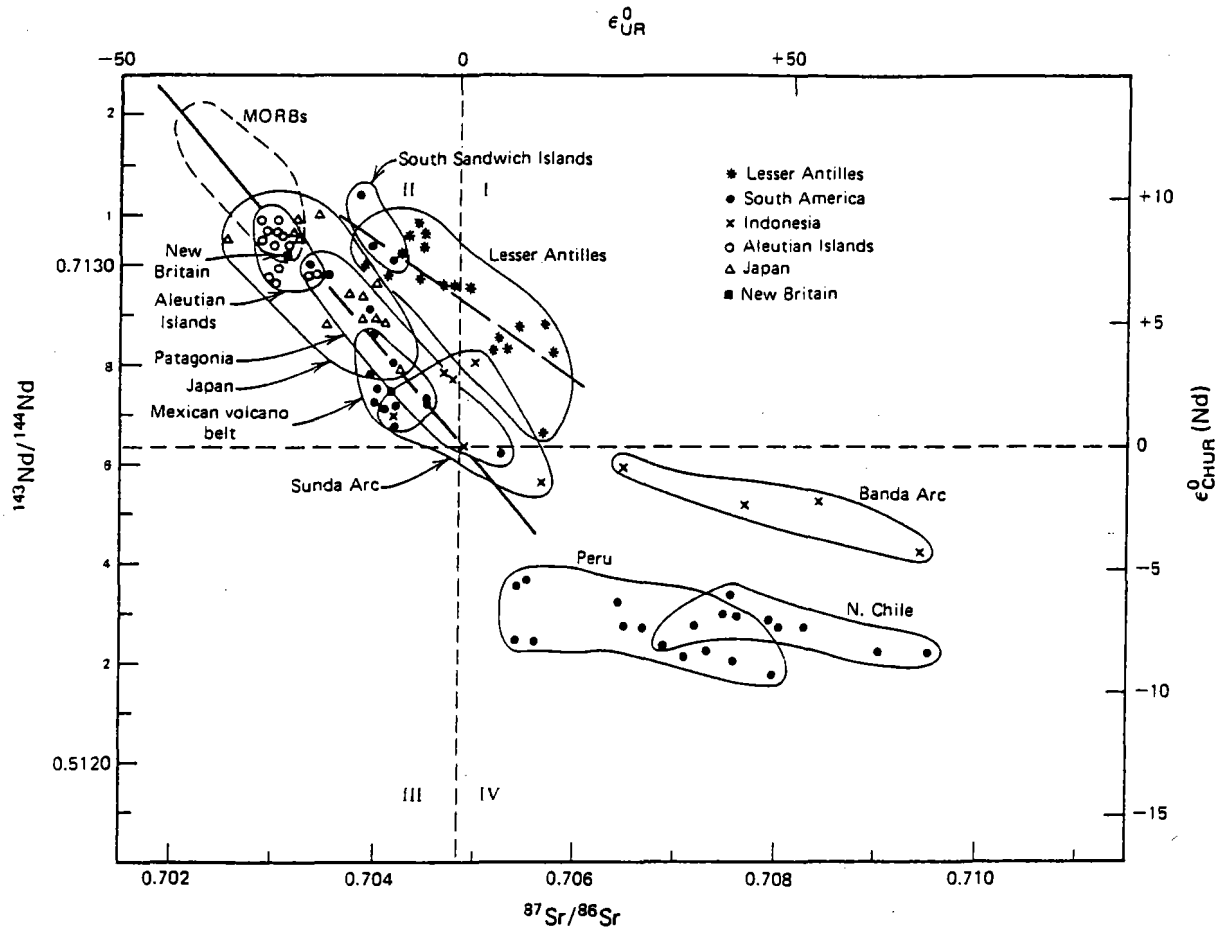 ϵ⁰UR
−50 0 +50
MORBs
South Sandwich Islands
II I
Lesser Antilles
South America
Indonesia
Aleutian Islands
Japan
New Britain
New
Britain
Aleutian
Islands
Patagonia
Japan
Mexican volcano
belt
Sunda Arc
Lesser Antilles
Banda Arc
Peru
N. Chile
III IV
2
1
0.7130
8
6
4
2
0.5120
¹⁴³Nd/¹⁴⁴Nd
+10
+5
0
−5
−10
−15
ϵ⁰CHUR (Nd)
0.702 0.704 0.706 0.708 0.710
⁸⁷Sr/⁸⁶Sr